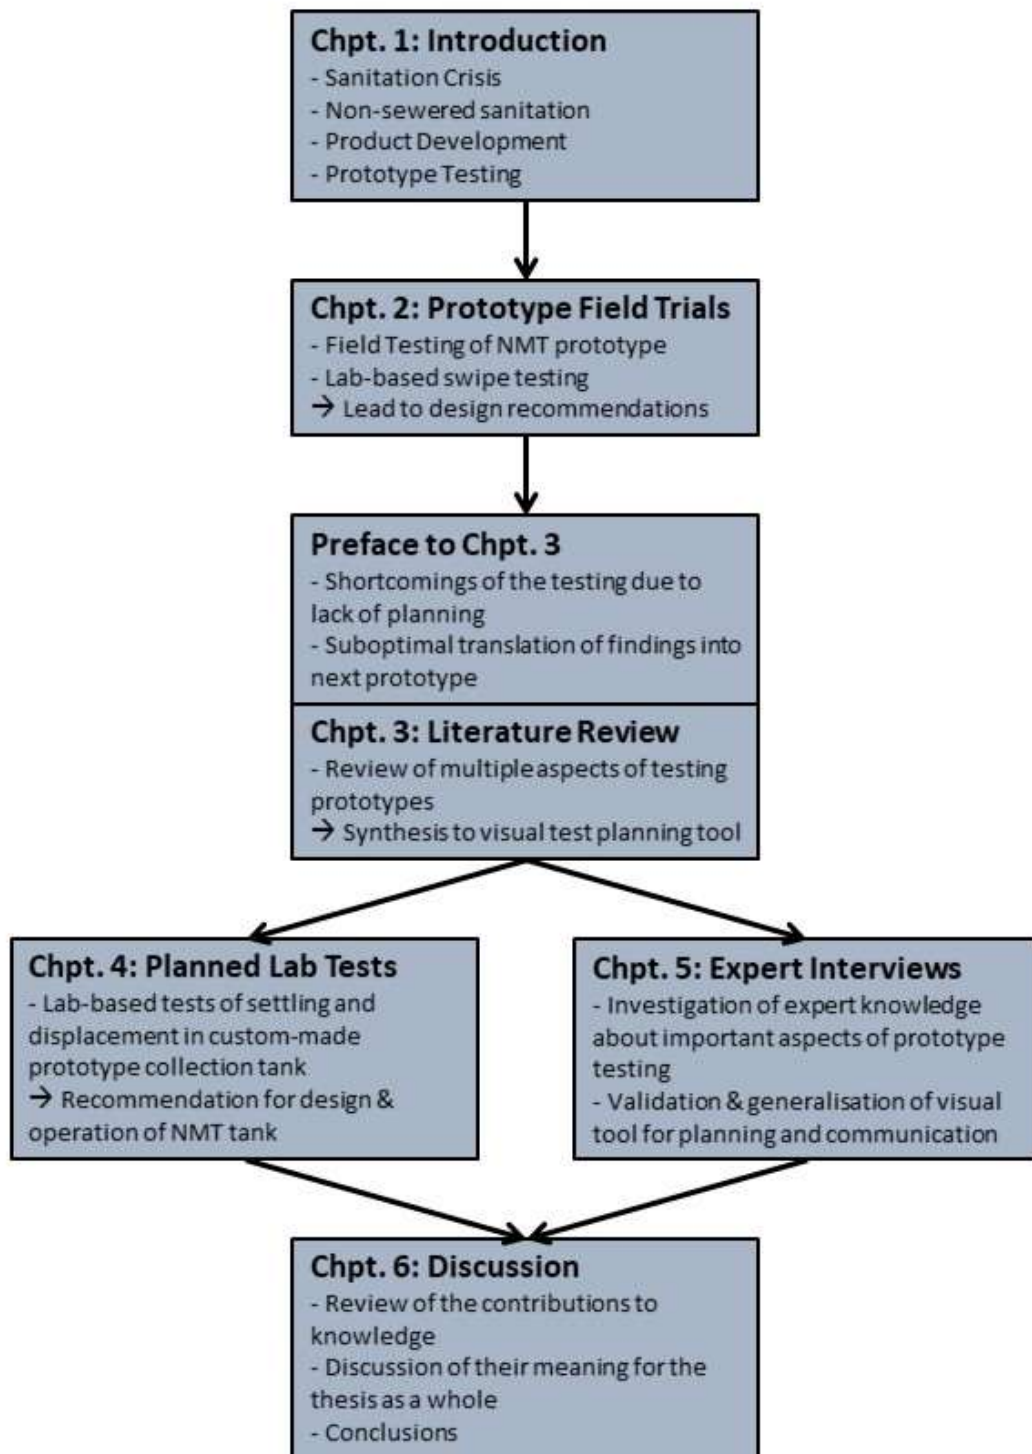 Chpt. 1: Introduction
- Sanitation Crisis
- Non-sewered sanitation
- Product Development
- Prototype Testing
Chpt. 2: Prototype Field Trials
- Field Testing of NMT prototype
- Lab-based swipe testing
→ Lead to design recommendations
Preface to Chpt. 3
- Shortcomings of the testing due to
lack of planning
- Suboptimal translation of findings into
next prototype
Chpt. 3: Literature Review
- Review of multiple aspects of testing
prototypes
→ Synthesis to visual test planning tool
Chpt. 4: Planned Lab Tests
- Lab-based tests of settling and
displacement in custom-made
prototype collection tank
→ Recommendation for design &
operation of NMT tank
Chpt. 5: Expert Interviews
- Investigation of expert knowledge
about important aspects of prototype
testing
- Validation & generalisation of visual
tool for planning and communication
Chpt. 6: Discussion
- Review of the contributions to
knowledge
- Discussion of their meaning for the
thesis as a whole
- Conclusions